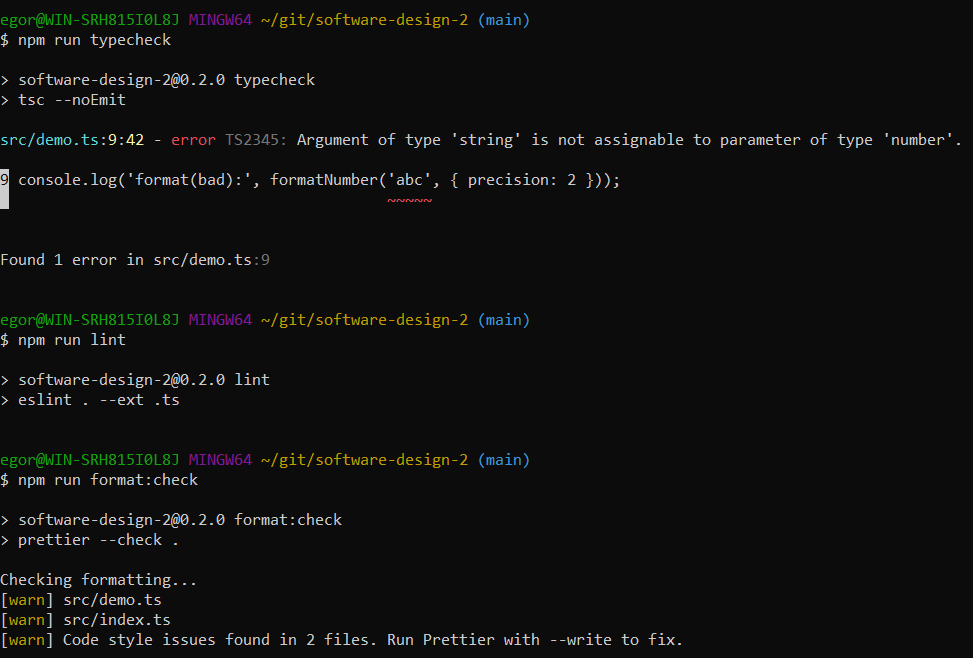 egor@WIN-SRH815I0L8J MINGW64 ~/git/software-design-2 (main)
$ npm run typecheck
> software-design-2@0.2.0 typecheck
> tsc --noEmit
src/demo.ts:9:42 - error TS2345: Argument of type 'string' is not assignable to parameter of type 'number'.
9 console.log('format(bad):', formatNumber('abc', { precision: 2 }));
~~~~~
Found 1 error in src/demo.ts:9
egor@WIN-SRH815I0L8J MINGW64 ~/git/software-design-2 (main)
$ npm run lint
> software-design-2@0.2.0 lint
> eslint . --ext .ts
egor@WIN-SRH815I0L8J MINGW64 ~/git/software-design-2 (main)
$ npm run format:check
> software-design-2@0.2.0 format:check
> prettier --check .
Checking formatting...
[warn] src/demo.ts
[warn] src/index.ts
[warn] Code style issues found in 2 files. Run Prettier with --write to fix.